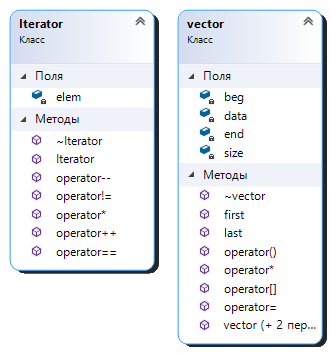 Iterator
Класс
Поля
elem
Методы
~Iterator
Iterator
operator--
operator!=
operator*
operator++
operator==
vector
Класс
Поля
beg
data
end
size
Методы
~vector
first
last
operator()
operator*
operator[]
operator=
vector (+ 2 пер...